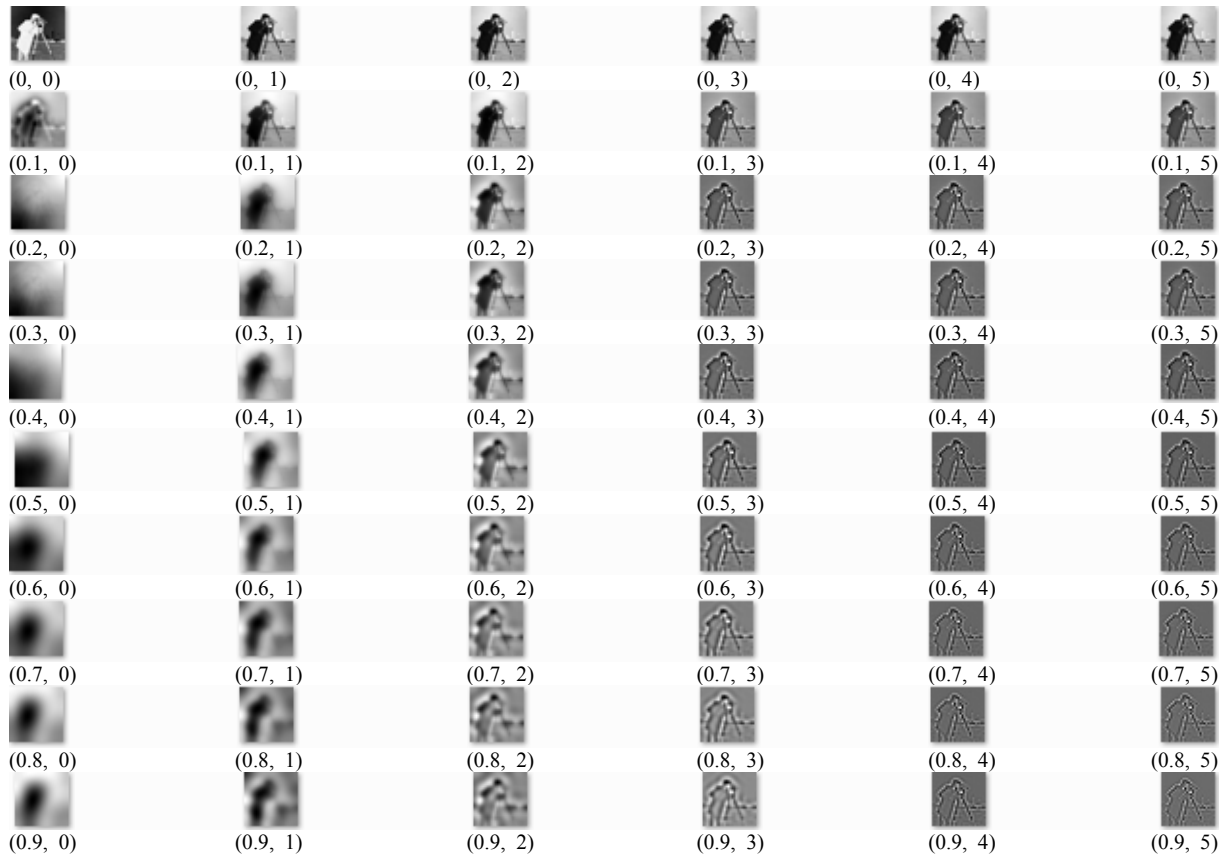 (0, 0) (0, 1) (0, 2) (0, 3) (0, 4) (0, 5)
(0.1, 0) (0.1, 1) (0.1, 2) (0.1, 3) (0.1, 4) (0.1, 5)
(0.2, 0) (0.2, 1) (0.2, 2) (0.2, 3) (0.2, 4) (0.2, 5)
(0.3, 0) (0.3, 1) (0.3, 2) (0.3, 3) (0.3, 4) (0.3, 5)
(0.4, 0) (0.4, 1) (0.4, 2) (0.4, 3) (0.4, 4) (0.4, 5)
(0.5, 0) (0.5, 1) (0.5, 2) (0.5, 3) (0.5, 4) (0.5, 5)
(0.6, 0) (0.6, 1) (0.6, 2) (0.6, 3) (0.6, 4) (0.6, 5)
(0.7, 0) (0.7, 1) (0.7, 2) (0.7, 3) (0.7, 4) (0.7, 5)
(0.8, 0) (0.8, 1) (0.8, 2) (0.8, 3) (0.8, 4) (0.8, 5)
(0.9, 0) (0.9, 1) (0.9, 2) (0.9, 3) (0.9, 4) (0.9, 5)